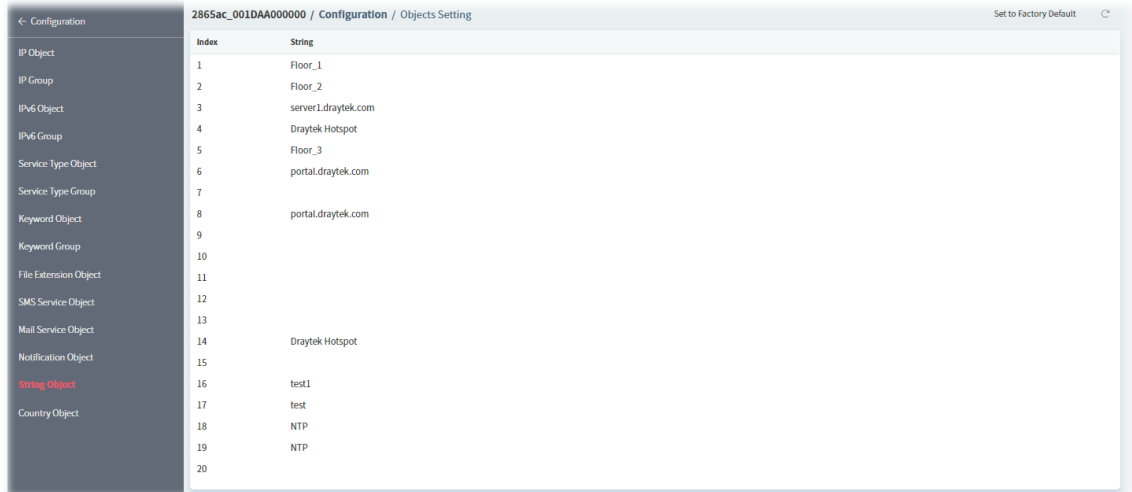 ← Configuration
IP Object
IP Group
IPv6 Object
IPv6 Group
Service Type Object
Service Type Group
Keyword Object
Keyword Group
File Extension Object
SMS Service Object
Mail Service Object
Notification Object
String Object
Country Object
2865ac_001DAA000000 / Configuration / Objects Setting
Set to Factory Default
Index String
1 Floor_1
2 Floor_2
3 server1.draytek.com
4 Draytek Hotspot
5 Floor_3
6 portal.draytek.com
7
8 portal.draytek.com
9
10
11
12
13
14 Draytek Hotspot
15
16 test1
17 test
18 NTP
19 NTP
20